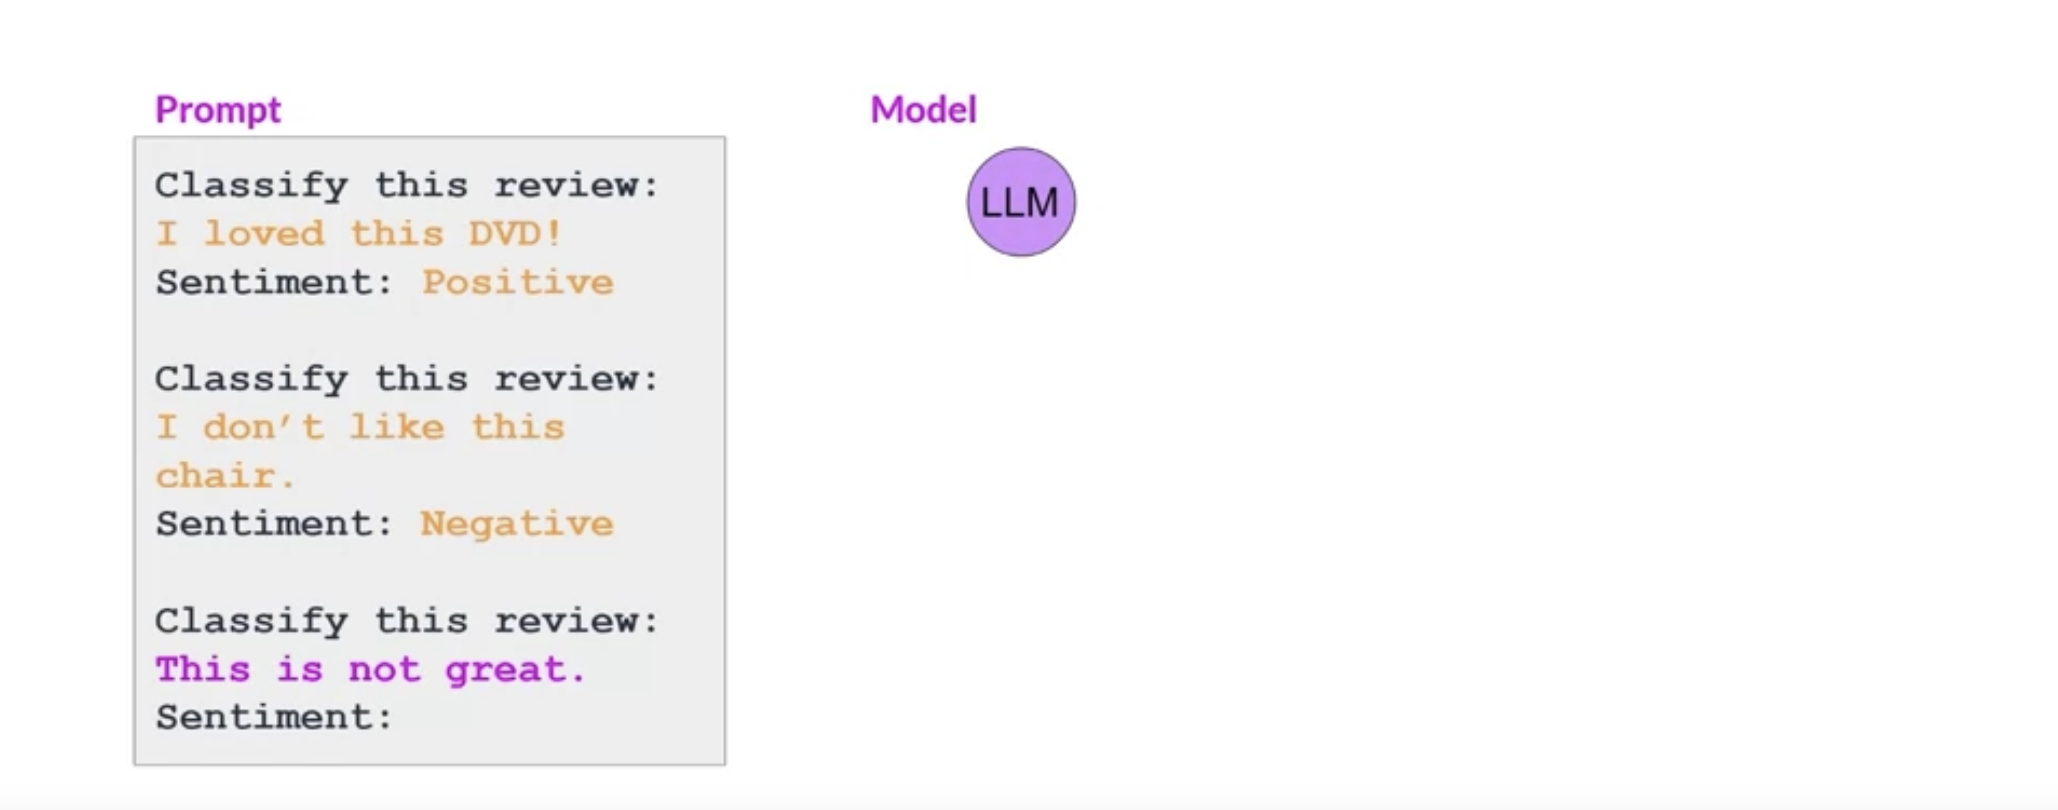 Prompt
Model
Classify this review:
I loved this DVD!
Sentiment: Positive
Classify this review:
I don’t like this
chair.
Sentiment: Negative
Classify this review:
This is not great.
Sentiment:
LLM